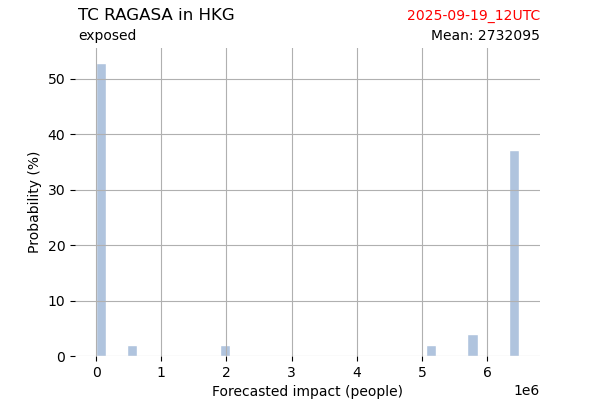 TC RAGASA in HKG
2025-09-19_12UTC
exposed
Mean: 2732095
Probability (%)
50
40
30
20
10
0
0 1 2 3 4 5 6
1e6
Forecasted impact (people)